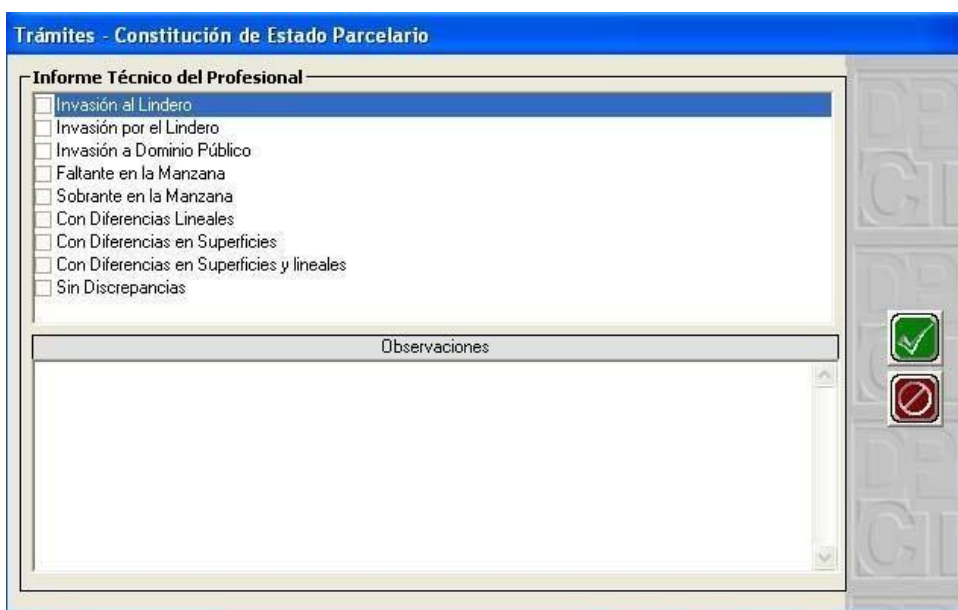 Trámites - Constitución de Estado Parcelario
Informe Técnico del Profesional
Invasión al Lindero
Invasión por el Lindero
Invasión a Dominio Público
Faltante en la Manzana
Sobrante en la Manzana
Con Diferencias Lineales
Con Diferencias en Superficies
Con Diferencias en Superficies y lineales
Sin Discrepancias
Observaciones